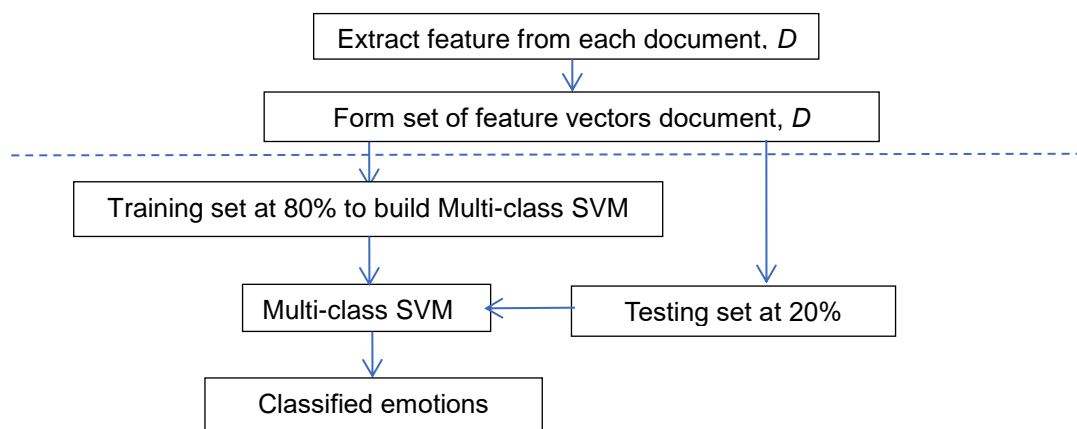 Extract feature from each document, D
Form set of feature vectors document, D
Training set at 80% to build Multi-class SVM
Multi-class SVM
Testing set at 20%
Classified emotions